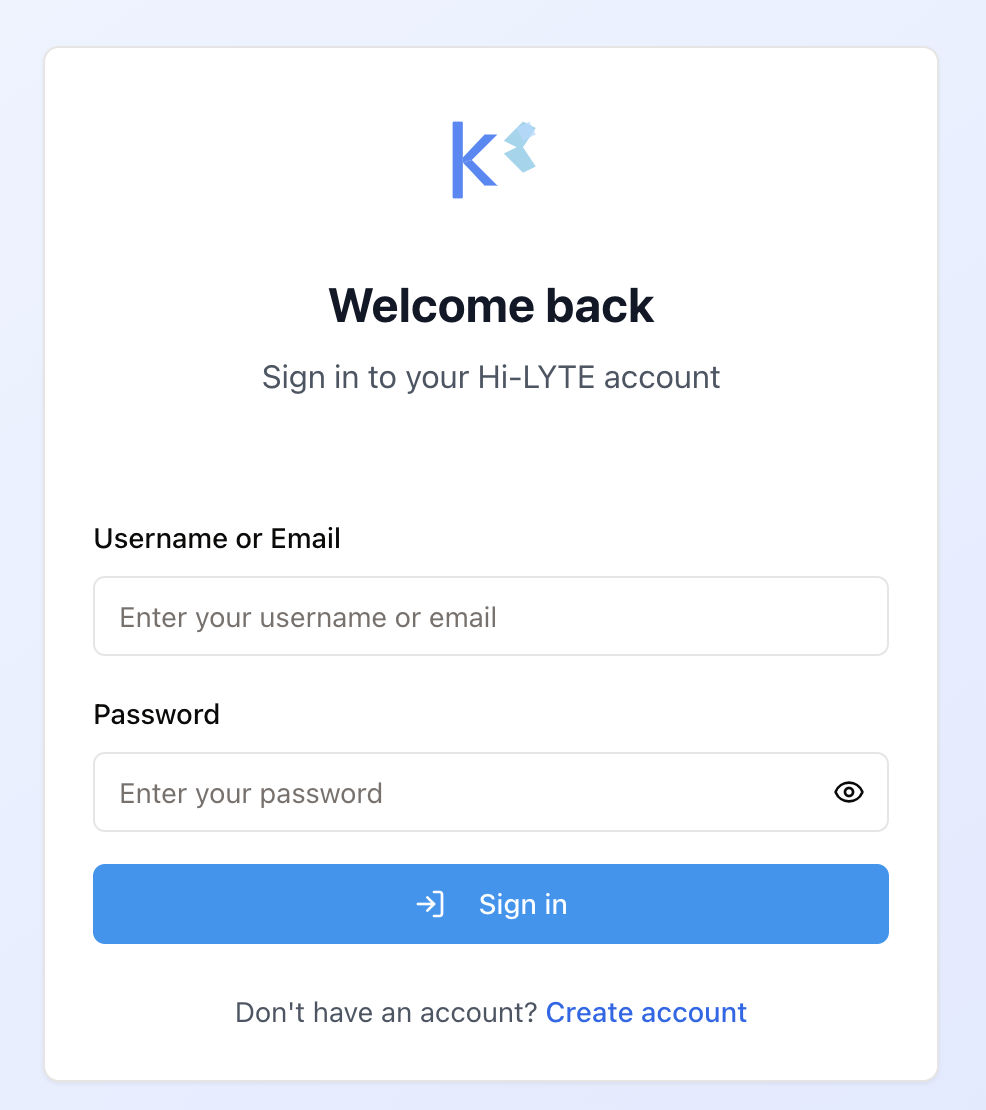 k
Welcome back
Sign in to your Hi-LYTE account
Username or Email
Enter your username or email
Password
Enter your password
Sign in
Don't have an account? Create account